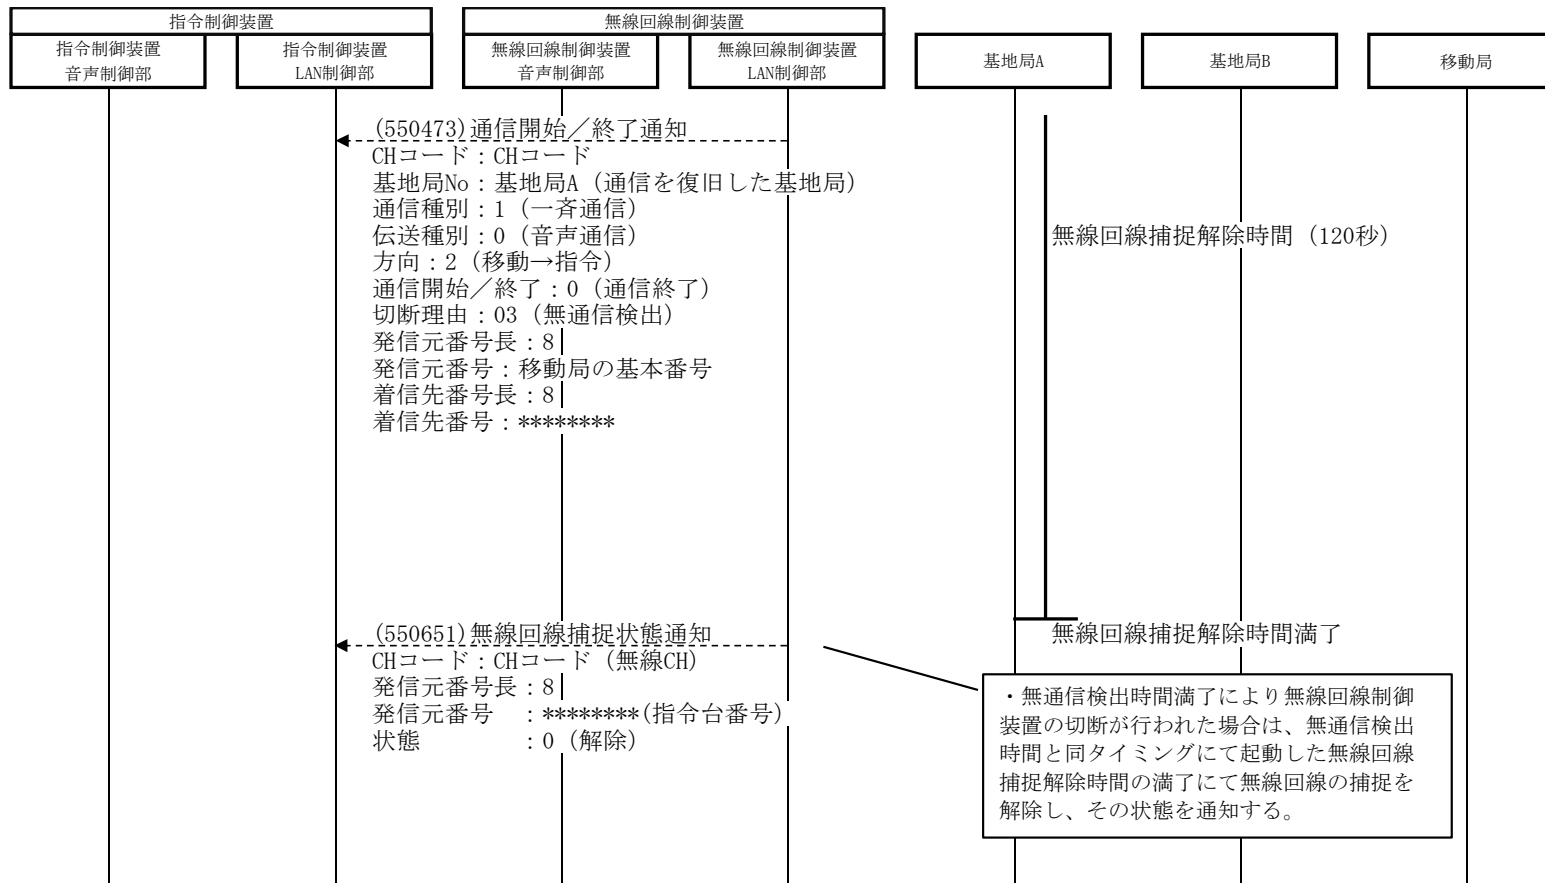 指令制御装置
無線回線制御装置
指令制御装置
音声制御部
指令制御装置
LAN制御部
無線回線制御装置
音声制御部
無線回線制御装置
LAN制御部
基地局A
基地局B
移動局
(550473)通信開始／終了通知
CHコード：CHコード
基地局No：基地局A（通信を復旧した基地局）
通信種別：1（一斉通信）
伝送種別：0（音声通信）
方向：2（移動→指令）
通信開始／終了：0（通信終了）
切断理由：03（無通信検出）
発信元番号長：8
発信元番号：移動局の基本番号
着信先番号長：8
着信先番号：********
無線回線捕捉解除時間（120秒）
無線回線捕捉解除時間満了
(550651)無線回線捕捉状態通知
CHコード：CHコード（無線CH）
発信元番号長：8
発信元番号　：********(指令台番号)
状態　　　　：0（解除）
・無通信検出時間満了により無線回線制御
装置の切断が行われた場合は、無通信検出
時間と同タイミングにて起動した無線回線
捕捉解除時間の満了にて無線回線の捕捉を
解除し、その状態を通知する。